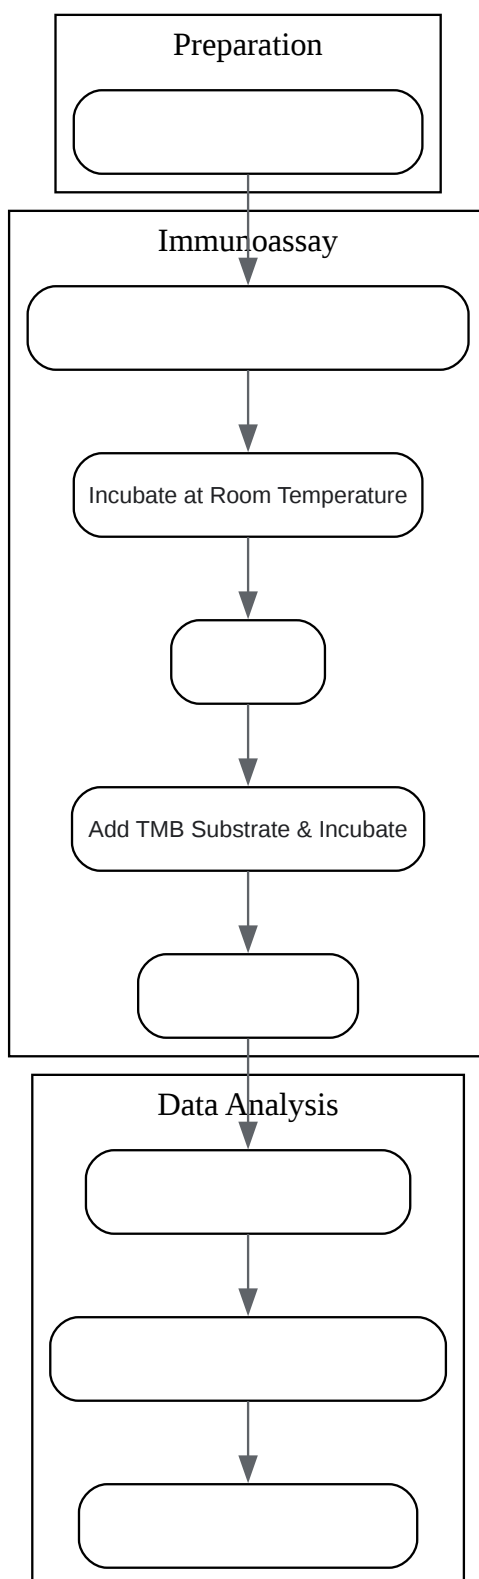 Preparation
Immunoassay
Incubate at Room Temperature
Add TMB Substrate & Incubate
Data Analysis